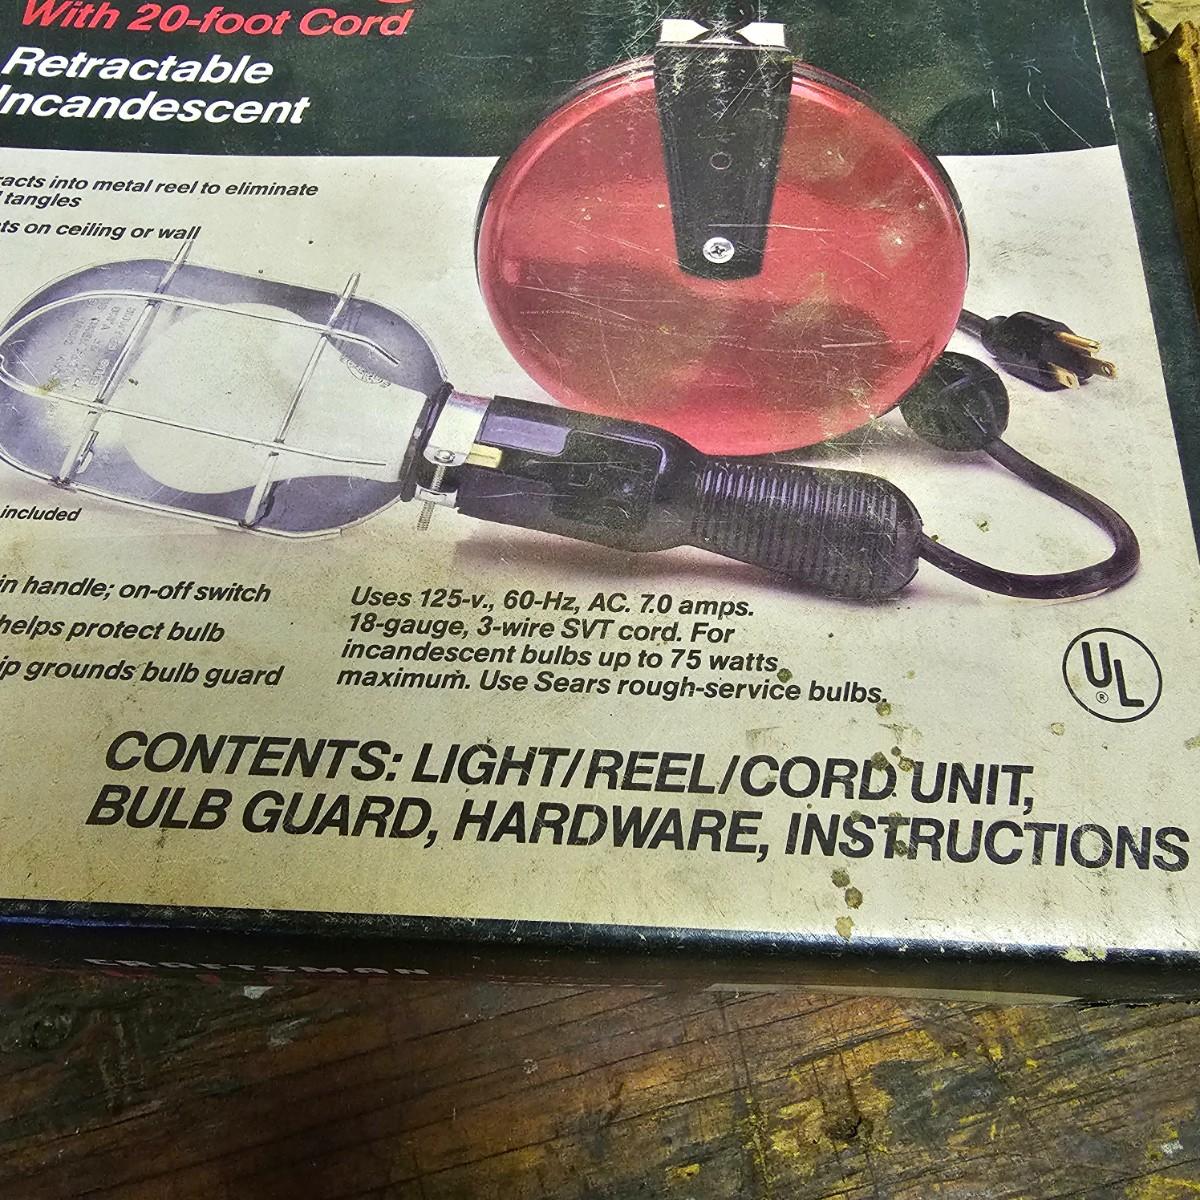 With 20-foot Cord
Retractable
Incandescent
racts into metal reel to eliminate
tangles
ts on ceiling or wall
included
in handle; on-off switch
helps protect bulb
ip grounds bulb guard
Uses 125-v., 60-Hz, AC. 7.0 amps.
18-gauge, 3-wire SVT cord. For
incandescent bulbs up to 75 watts
maximum. Use Sears rough-service bulbs.
UL
®
CONTENTS: LIGHT/REEL/CORD UNIT,
BULB GUARD, HARDWARE, INSTRUCTIONS
CRAFTSMAN